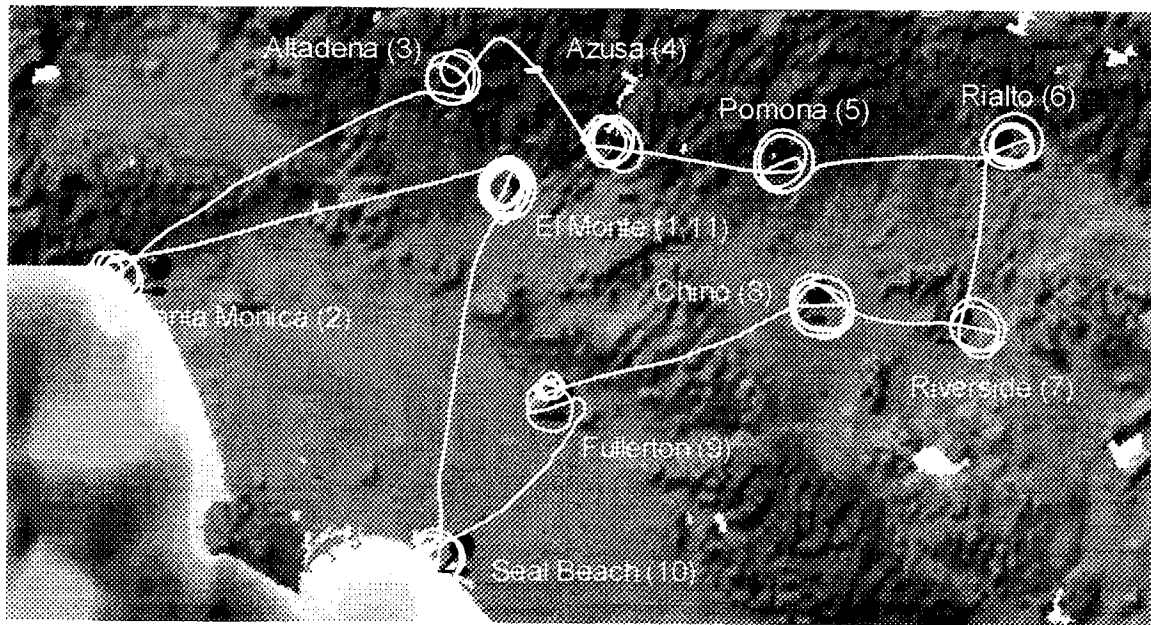 Altadena (3)
Azusa (4)
Pomona (5)
Rialto (6)
El Monte (1,11)
Chino (8)
Santa Monica (2)
Riverside (7)
Fullerton (9)
Seal Beach (10)